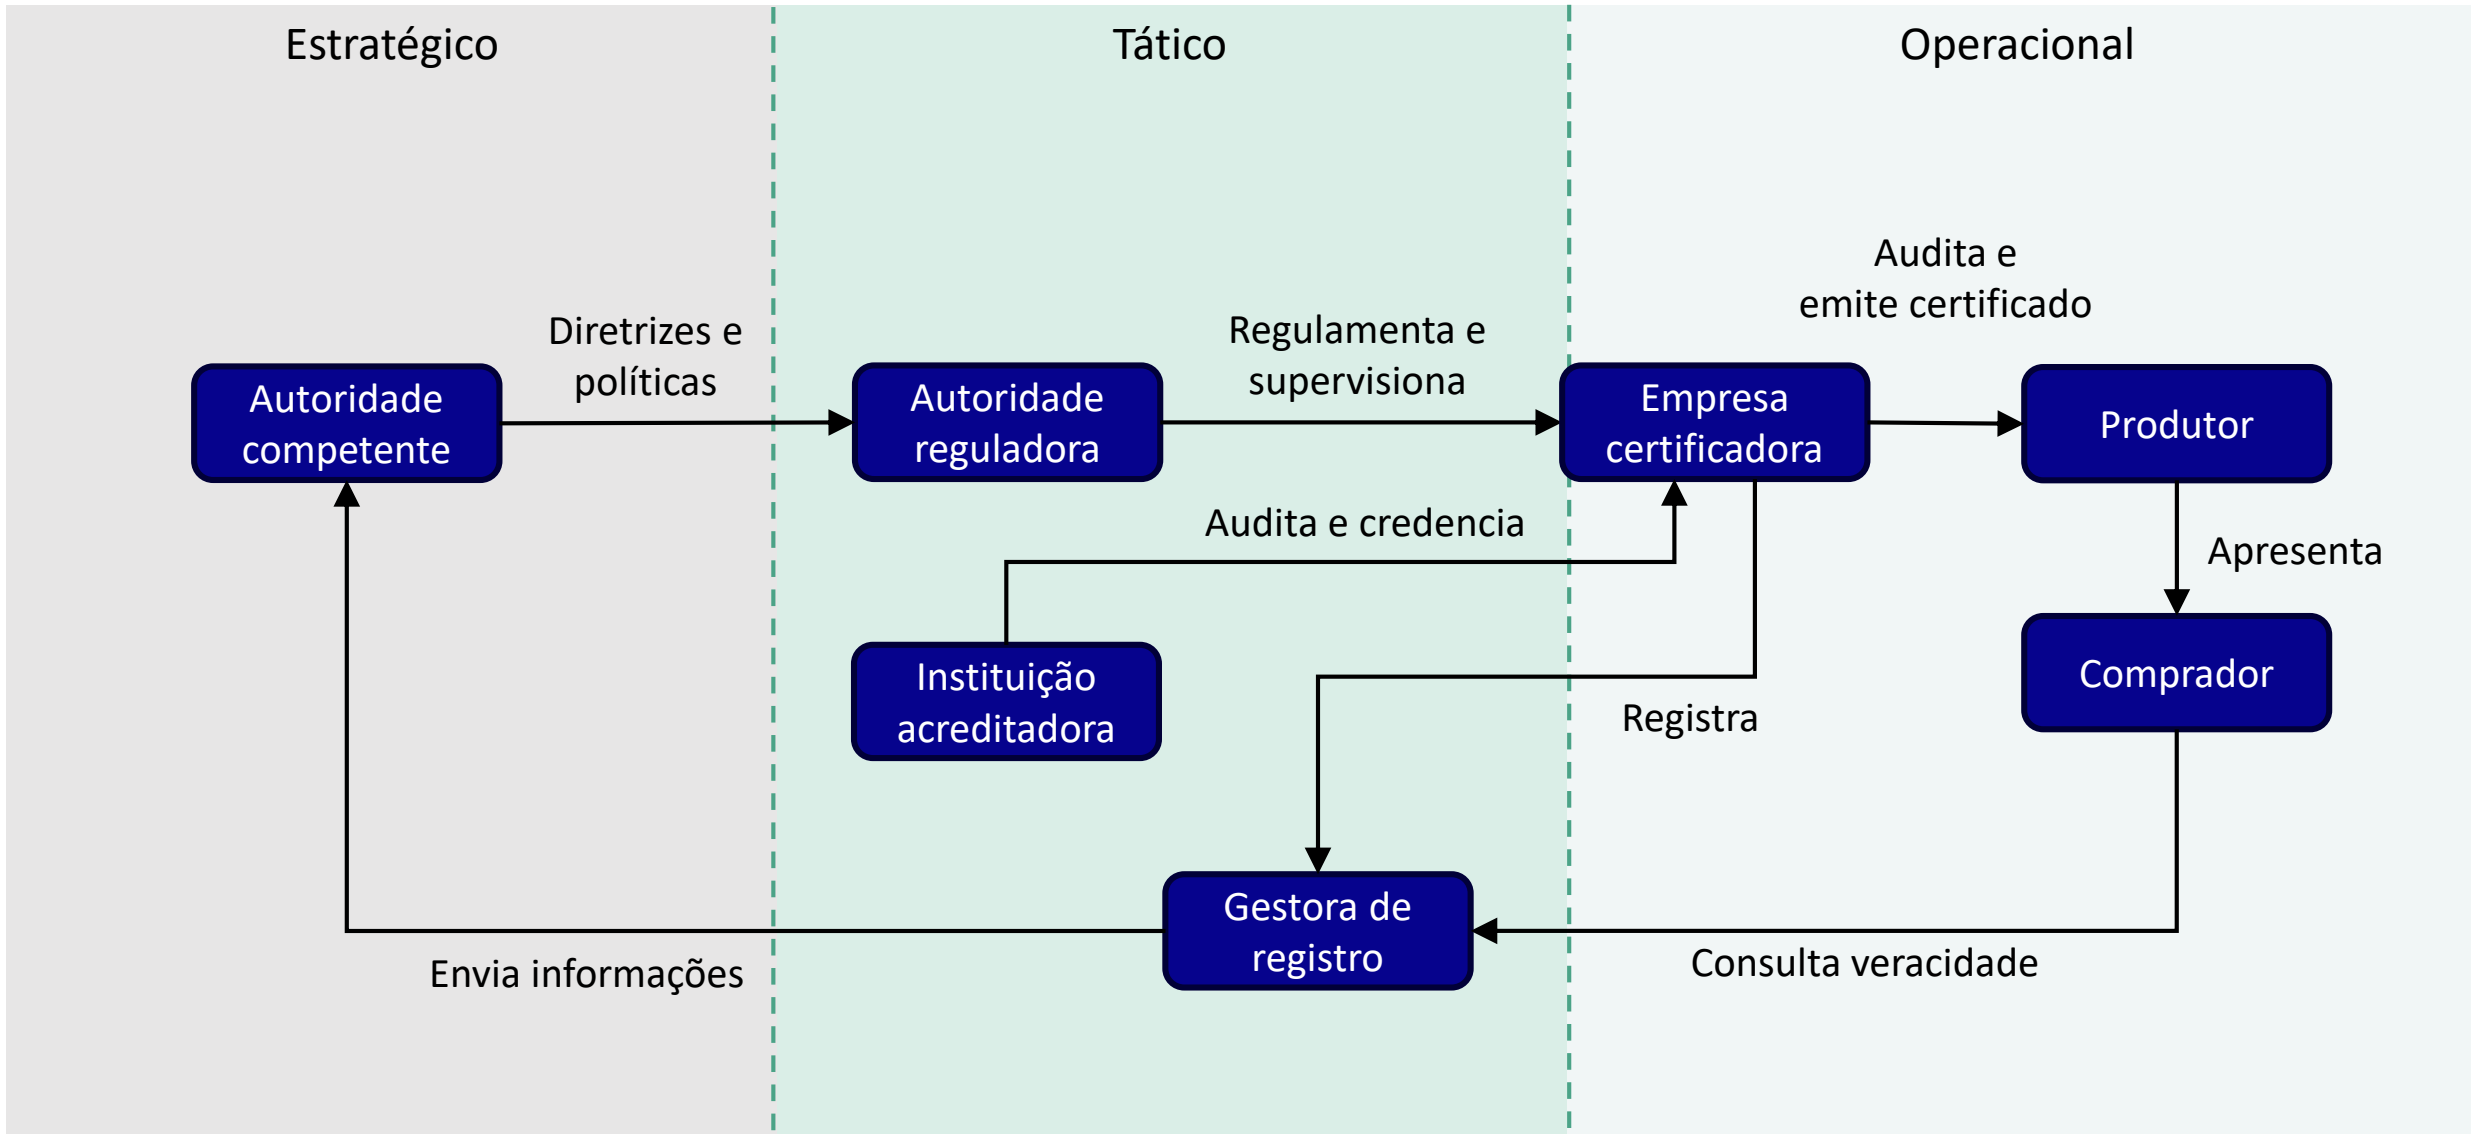 Estratégico
Tático
Operacional
Audita e
emite certificado
Diretrizes e
políticas
Regulamenta e
supervisiona
Autoridade
competente
Autoridade
reguladora
Empresa
certificadora
Produtor
Audita e credencia
Apresenta
Instituição
acreditadora
Comprador
Registra
Gestora de
registro
Envia informações
Consulta veracidade